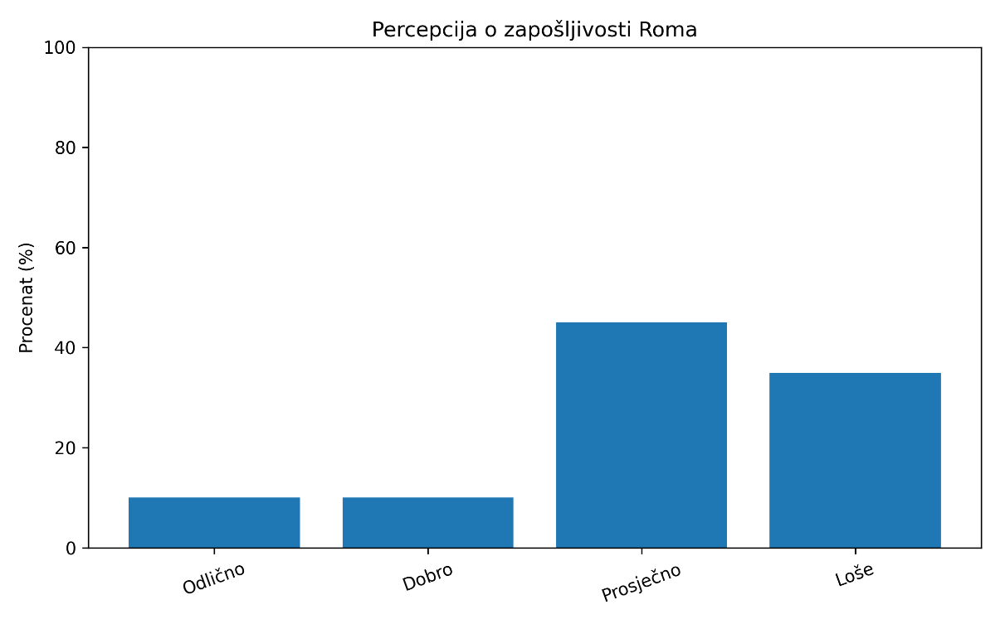 Percepcija o zapošljivosti Roma
Procenat (%)
100
80
60
40
20
0
Odlično
Dobro
Prosječno
Loše